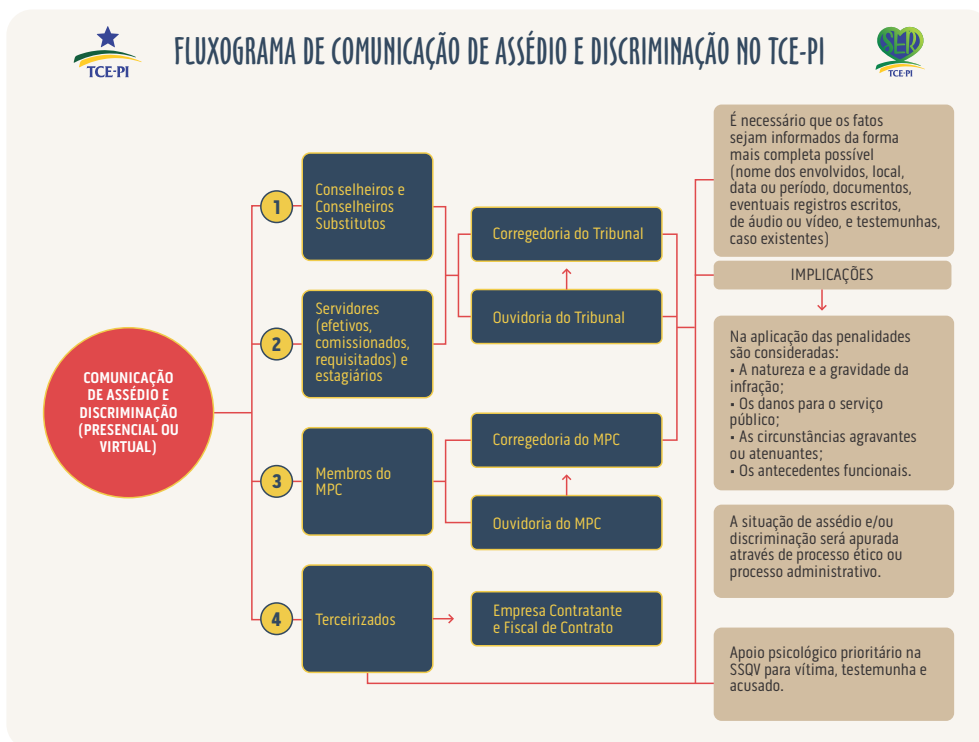 TCE-PI
FLUXOGRAMA DE COMUNICAÇÃO DE ASSÉDIO E DISCRIMINAÇÃO NO TCE-PI
SER
TCE-PI
COMUNICAÇÃO
DE ASSÉDIO E
DISCRIMINAÇÃO
(PRESENCIAL OU
VIRTUAL)
1
Conselheiros e
Conselheiros
Substitutos
2
Servidores
(efetivos,
comissionados,
requisitados) e
estagiários
3
Membros do
MPC
4
Terceirizados
Corregedoria do Tribunal
Ouvidoria do Tribunal
Corregedoria do MPC
Ouvidoria do MPC
Empresa Contratante
e Fiscal de Contrato
É necessário que os fatos
sejam informados da forma
mais completa possível
(nome dos envolvidos, local,
data ou período, documentos,
eventuais registros escritos,
de áudio ou vídeo, e testemunhas,
caso existentes)
IMPLICAÇÕES
Na aplicação das penalidades
são consideradas:
• A natureza e a gravidade da
infração;
• Os danos para o serviço
público;
• As circunstâncias agravantes
ou atenuantes;
• Os antecedentes funcionais.
A situação de assédio e/ou
discriminação será apurada
através de processo ético ou
processo administrativo.
Apoio psicológico prioritário na
SSQV para vítima, testemunha e
acusado.